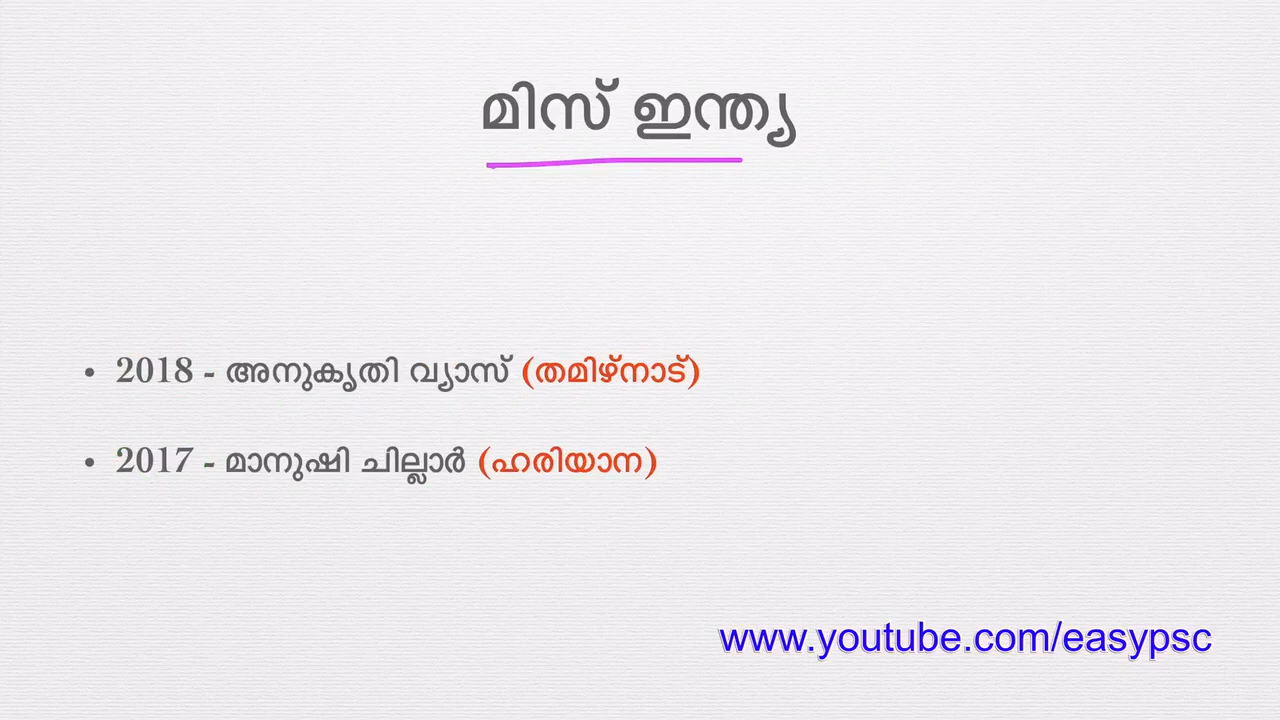 മിസ് ഇന്ത്യ
• 2018 - അനുകൃതി വ്യാസ് (തമിഴ്നാട്)
• 2017 - മാനുഷി ചില്ലാർ (ഹരിയാന)
www.youtube.com/easypsc